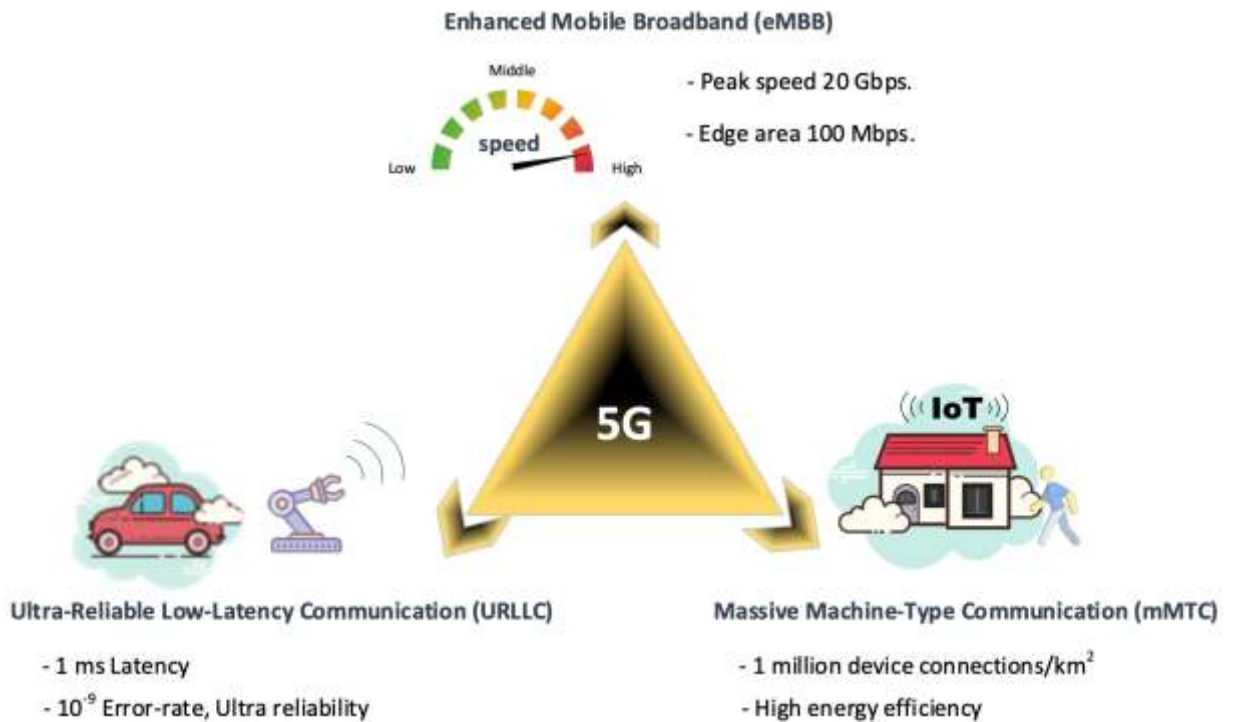 Enhanced Mobile Broadband (eMBB)
Middle
speed
Low
High
- Peak speed 20 Gbps.
- Edge area 100 Mbps.
5G
IoT
Ultra-Reliable Low-Latency Communication (URLLC)
- 1 ms Latency
- 10⁻⁹ Error-rate, Ultra reliability
Massive Machine-Type Communication (mMTC)
- 1 million device connections/km²
- High energy efficiency